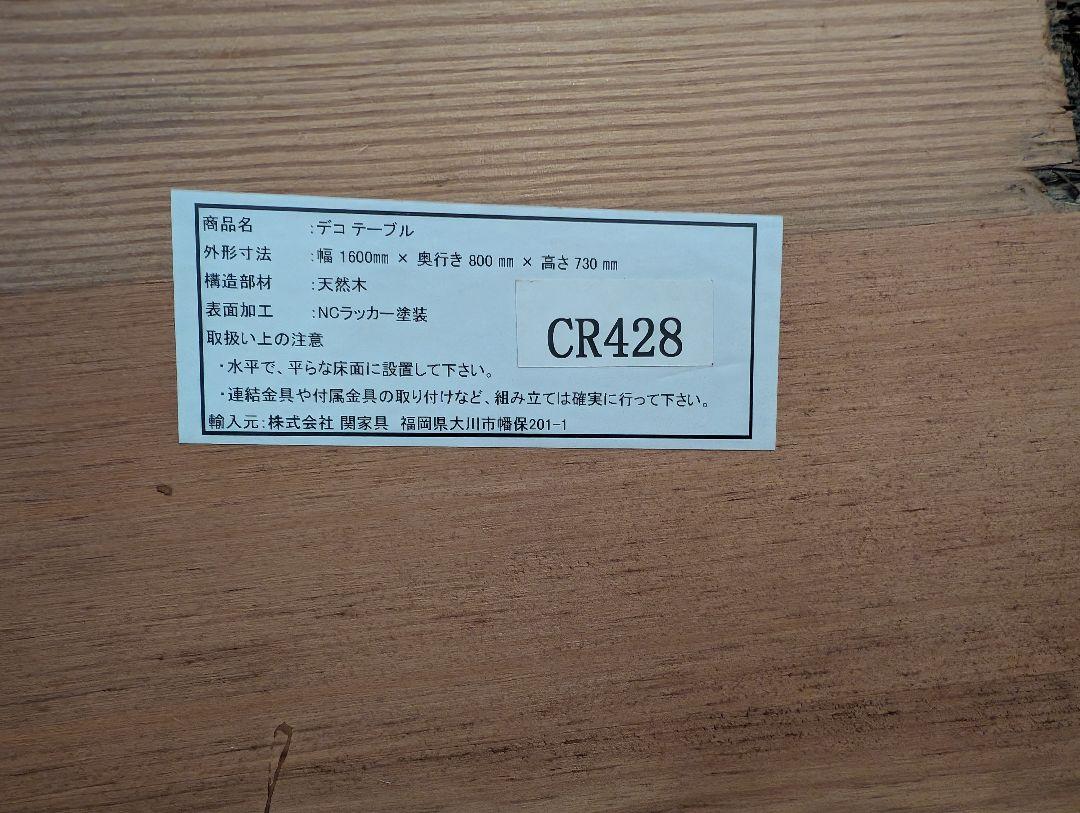 商品名 :デコ テーブル
外形寸法 :幅 1600㎜ × 奥行き 800 ㎜ × 高さ 730 ㎜
構造部材 :天然木
表面加工 :NCラッカー塗装
CR428
取扱い上の注意
・水平で、平らな床面に設置して下さい。
・連結金具や付属金具の取り付けなど、組み立ては確実に行って下さい。
輸入元:株式会社 関家具 福岡県大川市幡保201-1